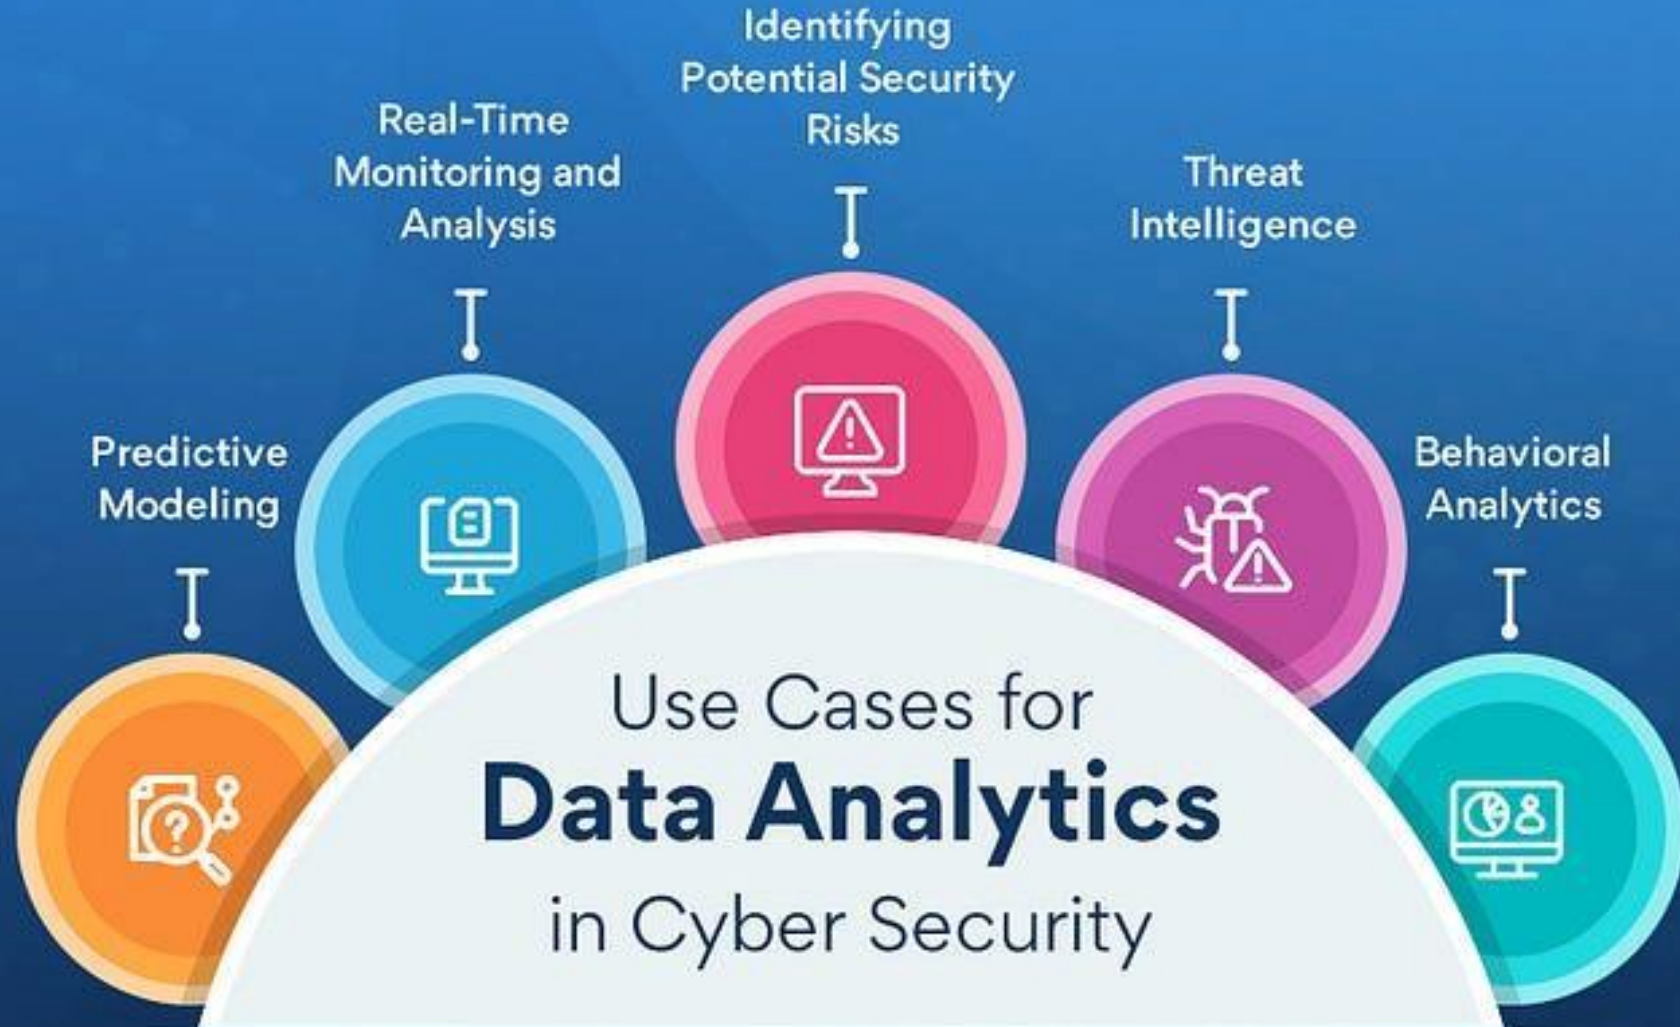 Predictive
Modeling
Real-Time
Monitoring and
Analysis
Identifying
Potential Security
Risks
Threat
Intelligence
Behavioral
Analytics
Use Cases for
Data Analytics
in Cyber Security